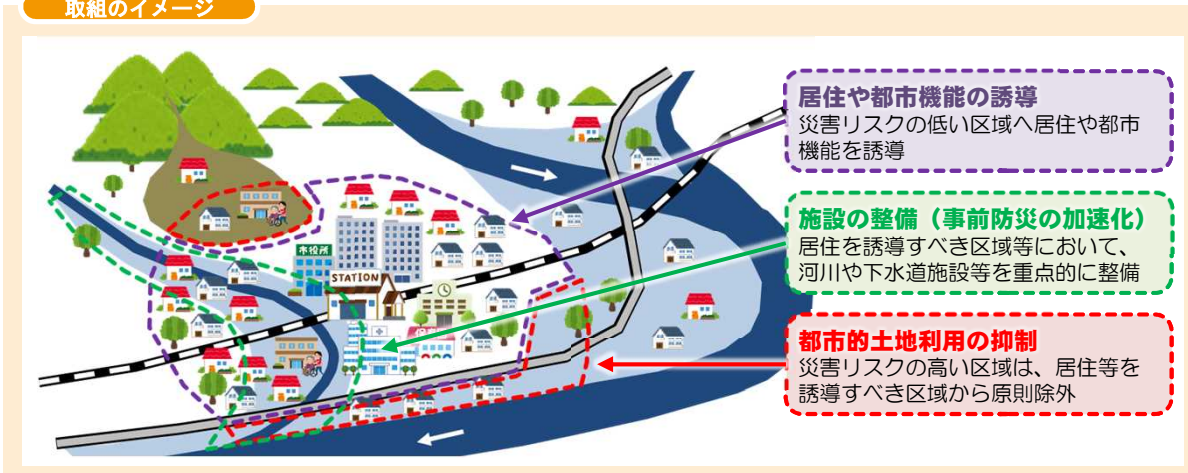 取組のイメージ
居住や都市機能の誘導
災害リスクの低い区域へ居住や都市
機能を誘導
施設の整備（事前防災の加速化）
居住を誘導すべき区域等において、
河川や下水道施設等を重点的に整備
都市的土地利用の抑制
災害リスクの高い区域は、居住等を
誘導すべき区域から原則除外
市役所
STATION